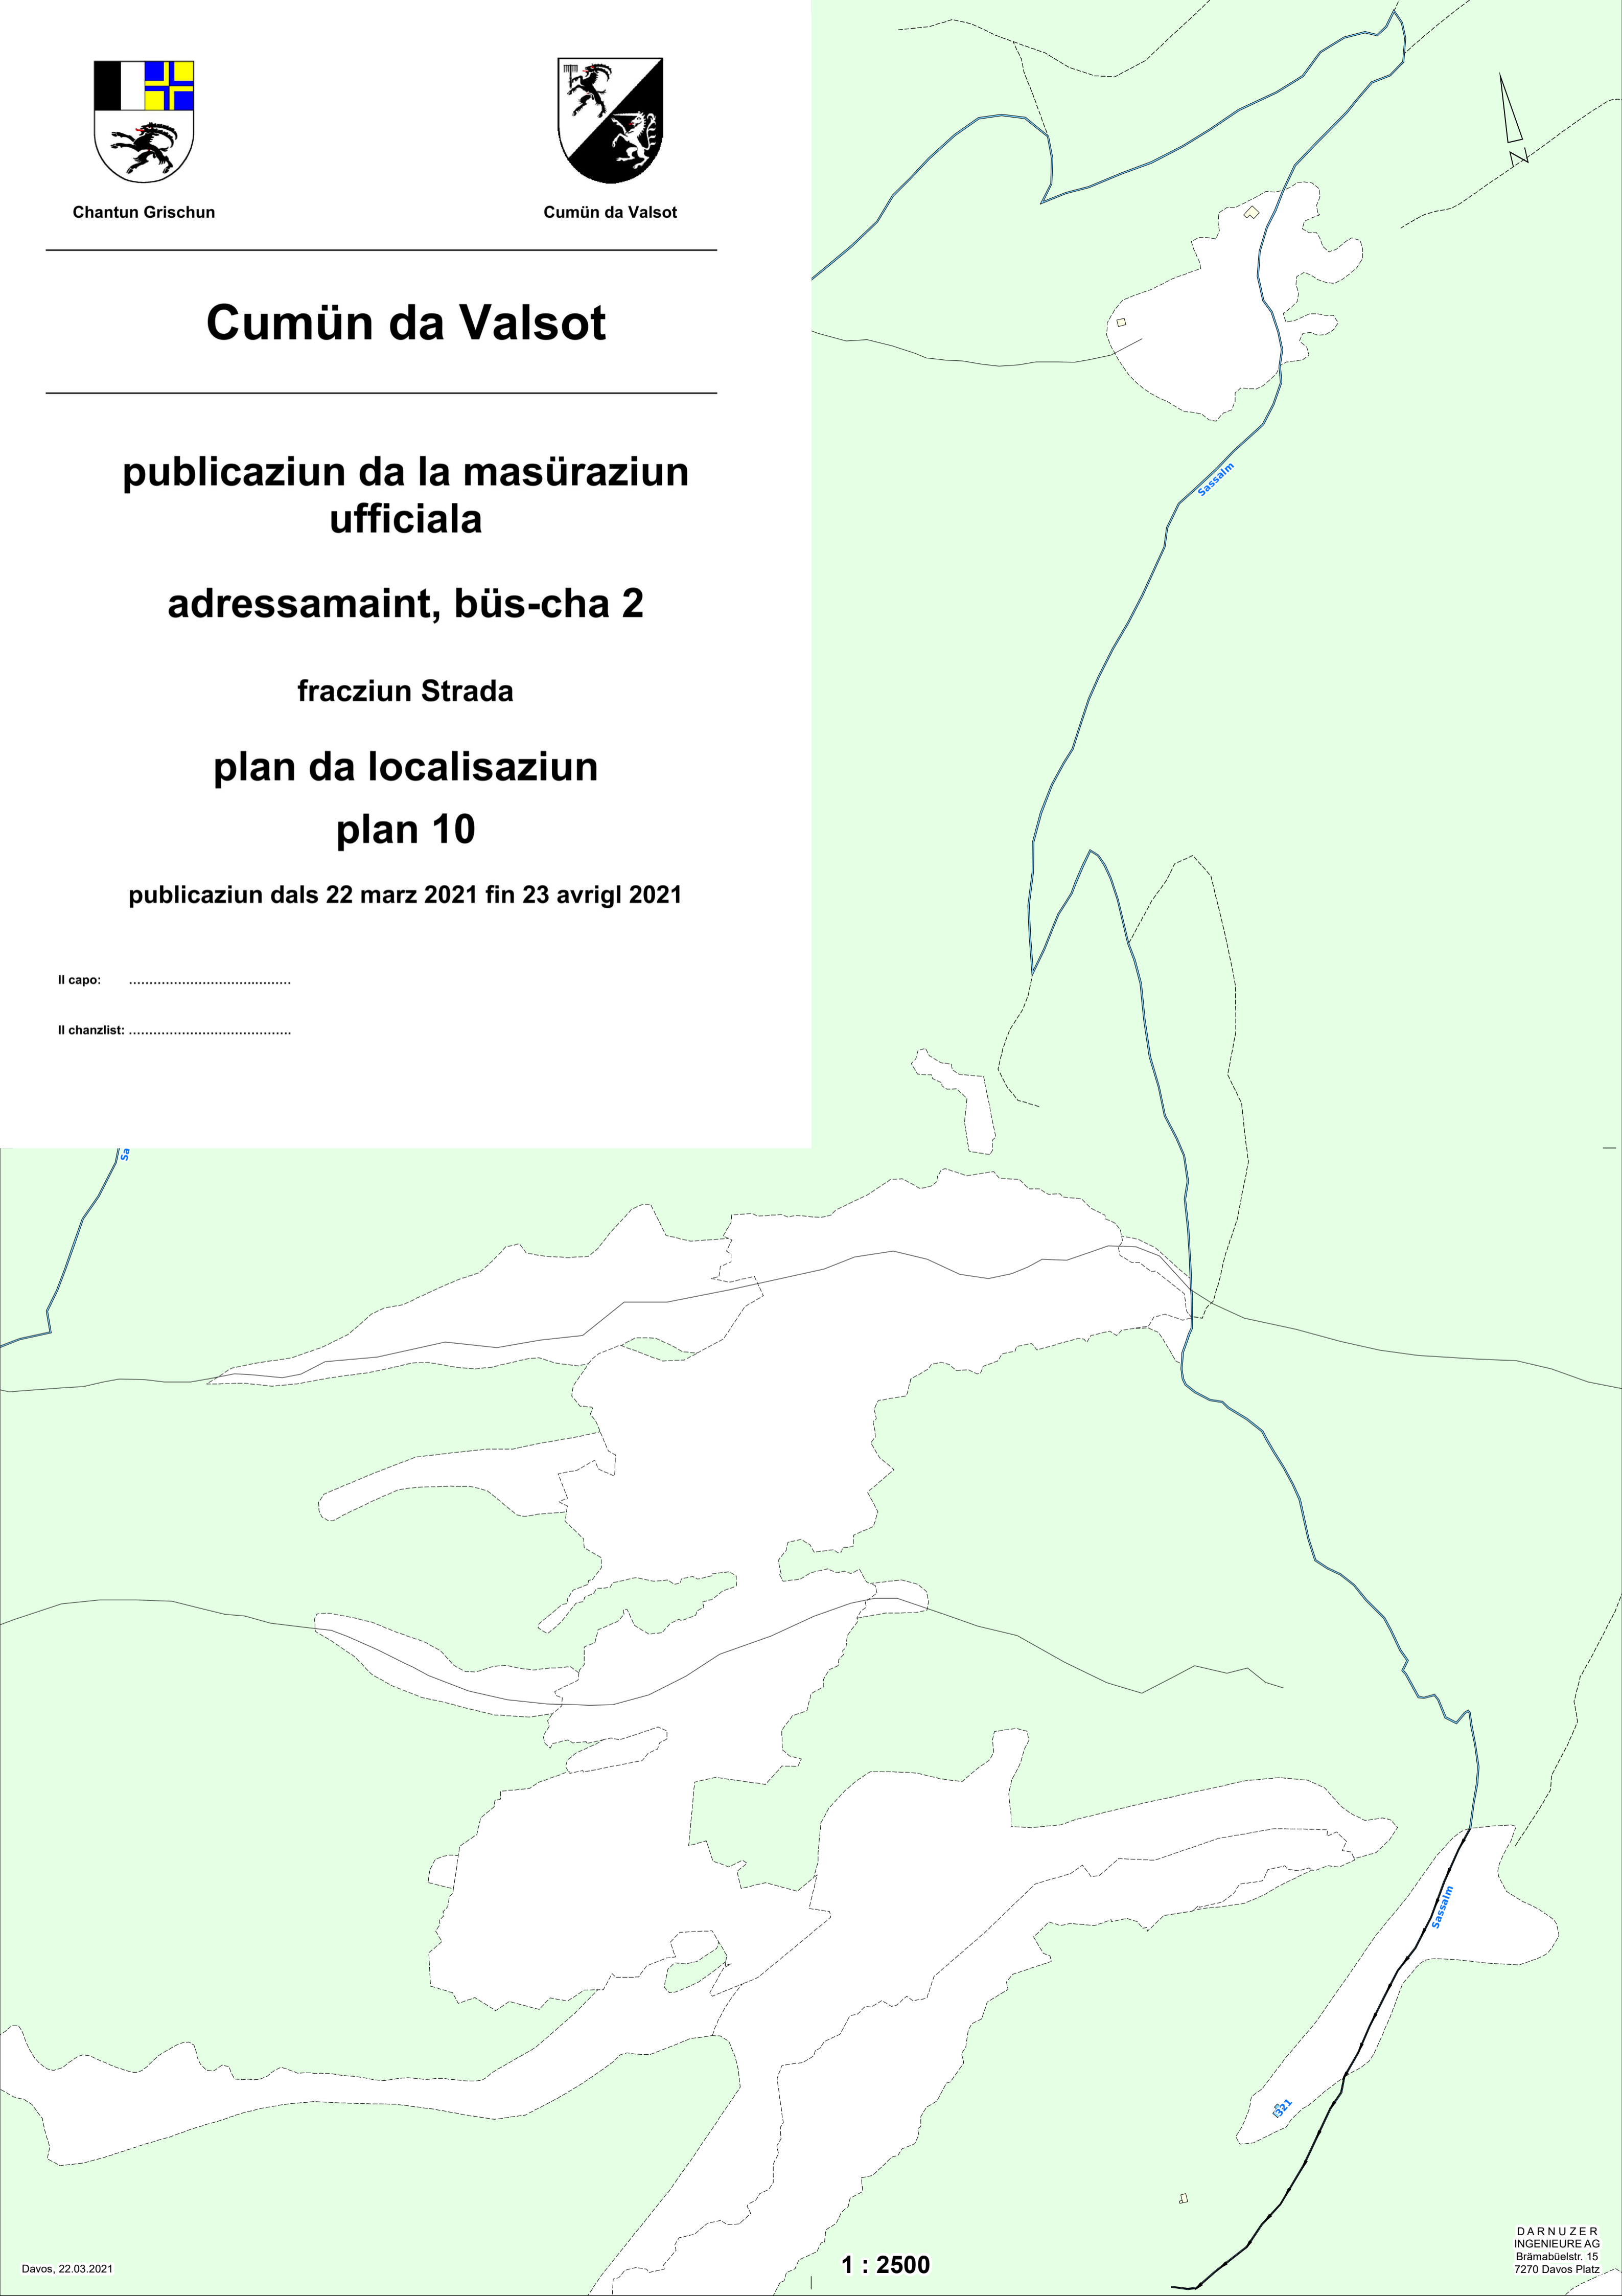 Chantun Grischun
Cumün da Valsot
Cumün da Valsot
publicaziun da la masüraziun
ufficiala
adressamaint, büs-cha 2
fracziun Strada
plan da localisaziun
plan 10
publicaziun dals 22 marz 2021 fin 23 avrigl 2021
Il capo: ........................................
Il chanzlist: ........................................
N
Sassalm
Sa
Sassalm
321
Davos, 22.03.2021
1 : 2500
DARNUZER
INGENIEURE AG
Brämabüelstr. 15
7270 Davos Platz